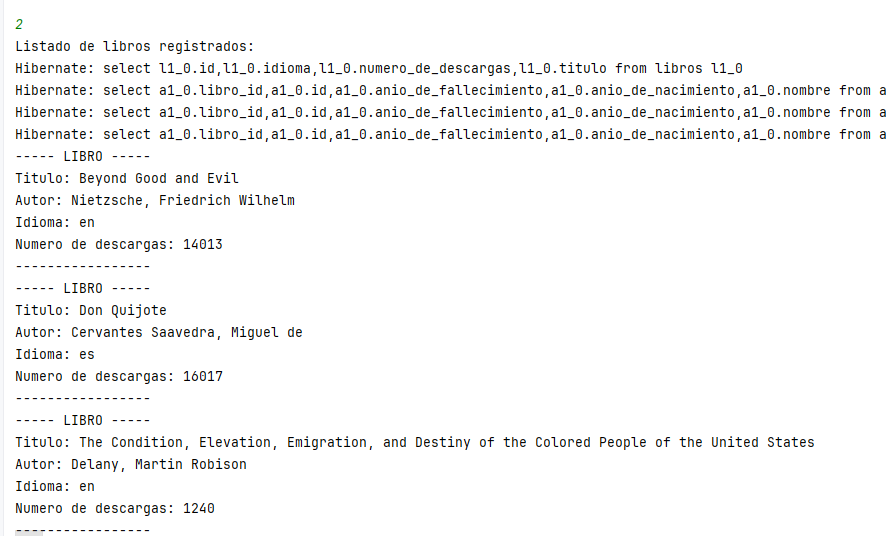 2
Listado de libros registrados:
Hibernate: select l1_0.id,l1_0.idioma,l1_0.numero_de_descargas,l1_0.titulo from libros l1_0
Hibernate: select a1_0.libro_id,a1_0.id,a1_0.anio_de_fallecimiento,a1_0.anio_de_nacimiento,a1_0.nombre from a
Hibernate: select a1_0.libro_id,a1_0.id,a1_0.anio_de_fallecimiento,a1_0.anio_de_nacimiento,a1_0.nombre from a
Hibernate: select a1_0.libro_id,a1_0.id,a1_0.anio_de_fallecimiento,a1_0.anio_de_nacimiento,a1_0.nombre from a
----- LIBRO -----
Titulo: Beyond Good and Evil
Autor: Nietzsche, Friedrich Wilhelm
Idioma: en
Numero de descargas: 14013
-----------------
----- LIBRO -----
Titulo: Don Quijote
Autor: Cervantes Saavedra, Miguel de
Idioma: es
Numero de descargas: 16017
-----------------
----- LIBRO -----
Titulo: The Condition, Elevation, Emigration, and Destiny of the Colored People of the United States
Autor: Delany, Martin Robison
Idioma: en
Numero de descargas: 1240
-----------------